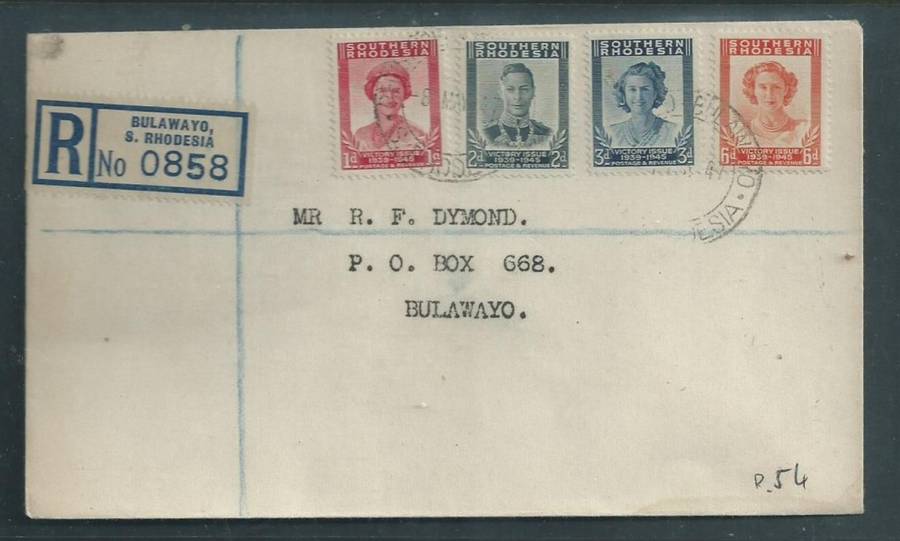 SOUTHERN
RHODESIA
1d VICTORY ISSUE 1d
1939-1945
POSTAGE & REVENUE
SOUTHERN
RHODESIA
2d VICTORY ISSUE 2d
1939-1945
POSTAGE & REVENUE
SOUTHERN
RHODESIA
3d VICTORY ISSUE 3d
1939-1945
POSTAGE & REVENUE
SOUTHERN
RHODESIA
6d VICTORY ISSUE 6d
1939-1945
POSTAGE & REVENUE
R
BULAWAYO,
S. RHODESIA
No 0858
MR R. F. DYMOND.
P. O. BOX 668.
BULAWAYO.
R.54